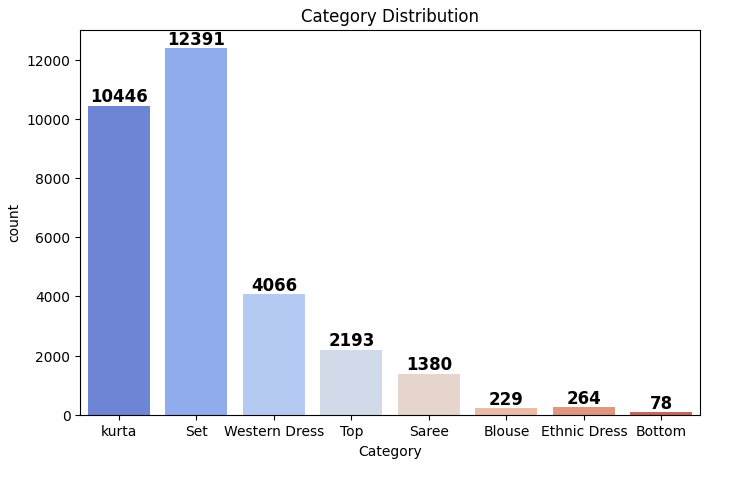 Category Distribution
count
12000
10000
8000
6000
4000
2000
0
10446
12391
4066
2193
1380
229
264
78
kurta
Set
Western Dress
Top
Saree
Blouse
Ethnic Dress
Bottom
Category